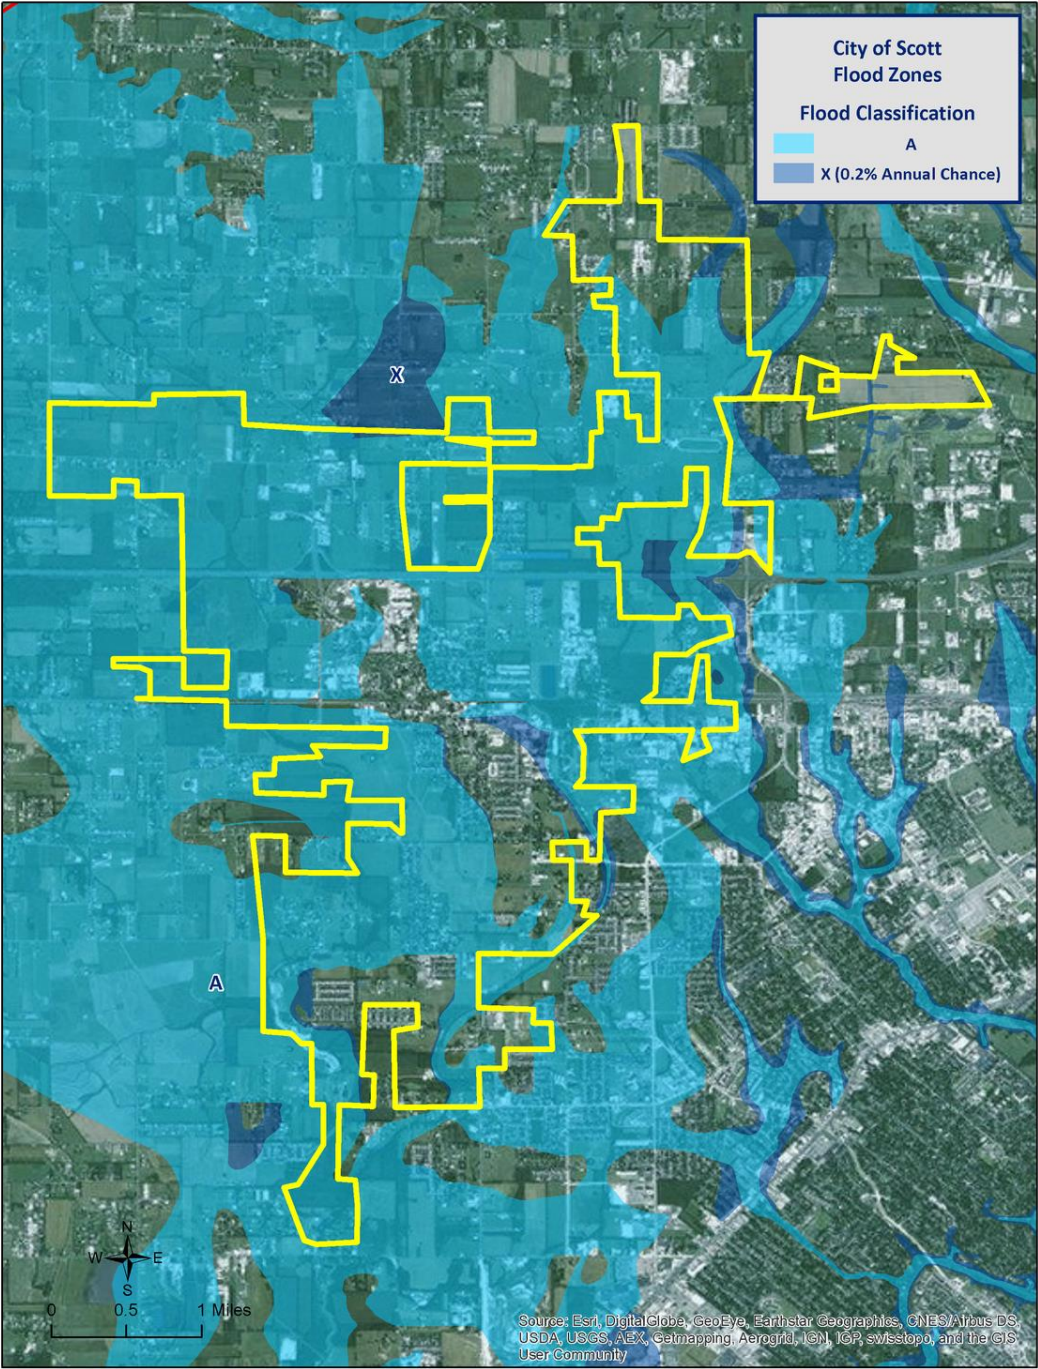 City of Scott
Flood Zones
Flood Classification
A
X (0.2% Annual Chance)
X
A
N
W E
S
0 0.5 1 Miles
Source: Esri, DigitalGlobe, GeoEye, Earthstar Geographics, CNES/Airbus DS,
USDA, USGS, AEX, Getmapping, Aerogrid, IGN, IGP, swisstopo, and the GIS
User Community